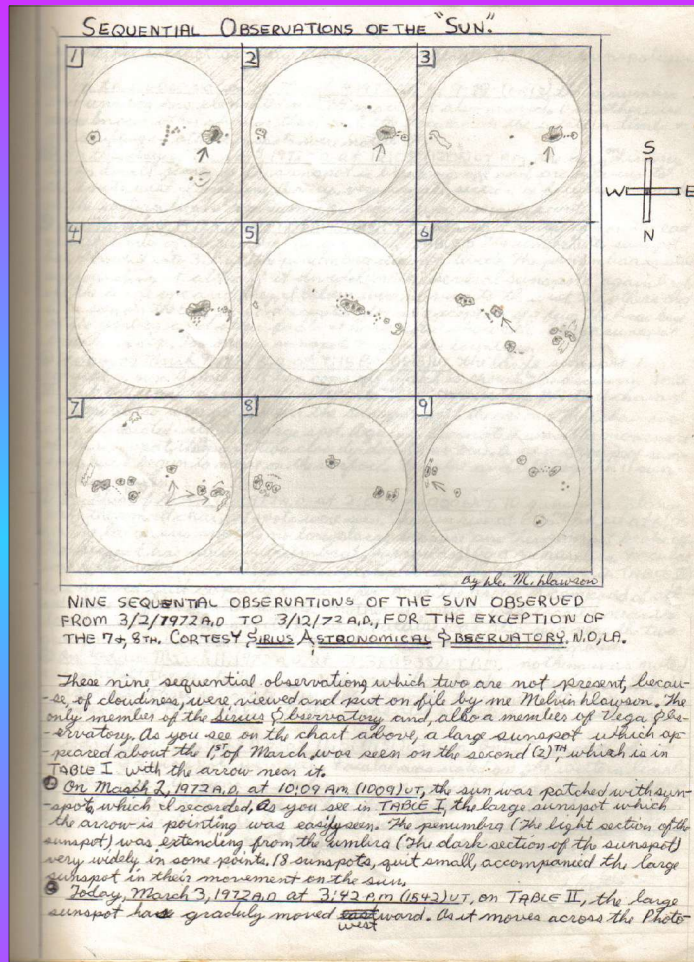 SEQUENTIAL OBSERVATIONS OF THE "SUN".
1 2 3
S
W E
N
4 5 6
7 8 9
By M. Hlawson
NINE SEQUENTIAL OBSERVATIONS OF THE SUN OBSERVED
FROM 3/2/1972 A.D TO 3/12/72 A.D, FOR THE EXCEPTION OF
THE 7th, 8TH. CORTESY SIRIUS ASTRONOMICAL OBSERVATORY, N.O, LA.
These nine sequential observations, which two are not present, becau-
-se, of cloudiness, were viewed and put on file by me Melvin Hlawson. The
only member of the Sirius Observatory and, also a member of Vega Obs-
-ervatory. As you see on the chart above, a large sunspot which ap-
-peared about the 1st of March, was seen on the second (2)TH, which is in
TABLE I with the arrow near it.
On March 2, 1972 A.D. at 10:09 A.m. (1009) UT, the sun was patched with sun-
-spots, which I recorded. As you see in TABLE I, the large sunspot which
the arrow is pointing was easily seen. The penumbra (The light section of the
sunspot) was extending from the umbra (The dark section of the sunspot)
very widely in some points. 18 sunspots, quit small, accompanied the large
sunspot in their movement on the sun.
Today, March 3, 1972 A.D at 3:42 P.m (1542) UT, on TABLE II, the large
sunspot has graduly moved eastward. As it moves across the Photo-
west